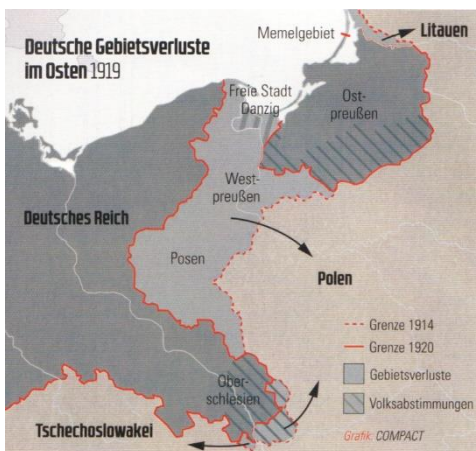 Deutsche Gebietsverluste
im Osten 1919
Memelgebiet
Litauen
Freie Stadt
Danzig
Ost-
preußen
West-
preußen
Deutsches Reich
Posen
Polen
Grenze 1914
Grenze 1920
Gebietsverluste
Volksabstimmungen
Ober-
schlesien
Tschechoslowakei
Grafik: COMPACT